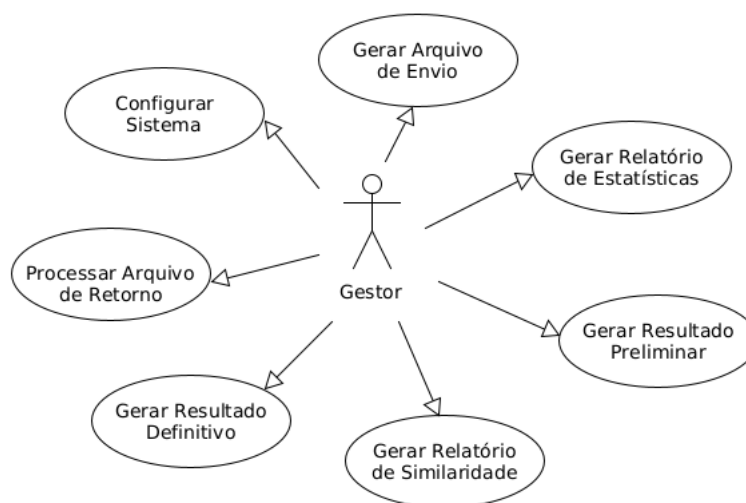 Gerar Arquivo
de Envio
Configurar
Sistema
Gerar Relatório
de Estatísticas
Processar Arquivo
de Retorno
Gestor
Gerar Resultado
Preliminar
Gerar Resultado
Definitivo
Gerar Relatório
de Similaridade